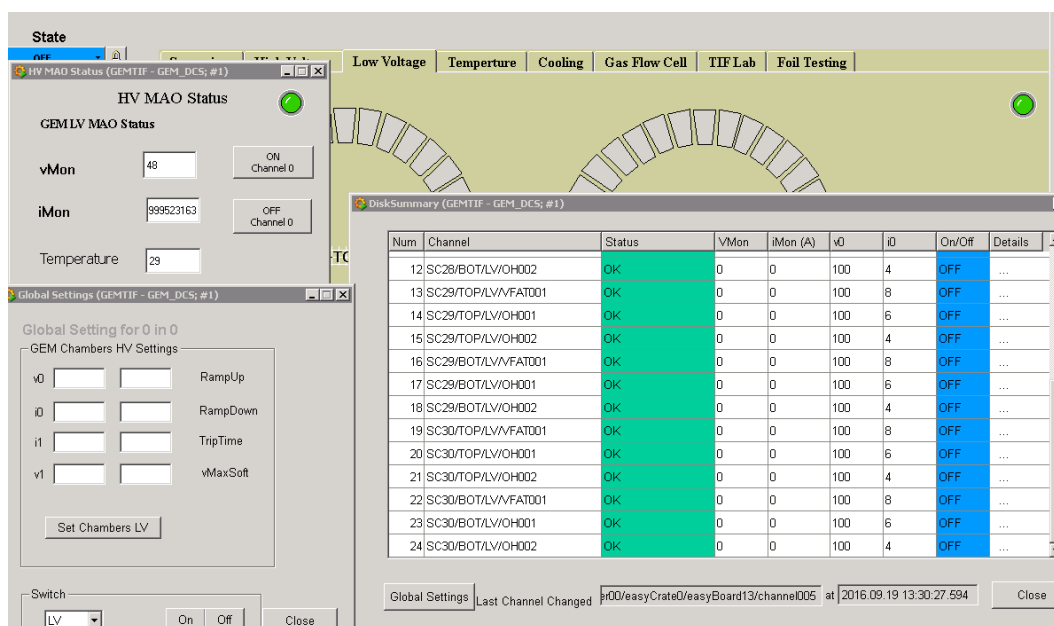 State
OFF
Low Voltage Temperture Cooling Gas Flow Cell TIF Lab Foil Testing
HV MAO Status (GEMTIF - GEM_DCS; #1)
HV MAO Status
GEM LV MAO Status
vMon 48 ON Channel 0
iMon 999523163 OFF Channel 0
Temperature 29
DiskSummary (GEMTIF - GEM_DCS; #1)
Num Channel Status VMon iMon (A) v0 i0 On/Off Details
12 SC28/BOT/LV/OH002 OK 0 0 100 4 OFF ...
13 SC29/TOP/LV/VFAT001 OK 0 0 100 8 OFF ...
14 SC29/TOP/LV/OH001 OK 0 0 100 6 OFF ...
15 SC29/TOP/LV/OH002 OK 0 0 100 4 OFF ...
16 SC29/BOT/LV/VFAT001 OK 0 0 100 8 OFF ...
17 SC29/BOT/LV/OH001 OK 0 0 100 6 OFF ...
18 SC29/BOT/LV/OH002 OK 0 0 100 4 OFF ...
19 SC30/TOP/LV/VFAT001 OK 0 0 100 8 OFF ...
20 SC30/TOP/LV/OH001 OK 0 0 100 6 OFF ...
21 SC30/TOP/LV/OH002 OK 0 0 100 4 OFF ...
22 SC30/BOT/LV/VFAT001 OK 0 0 100 8 OFF ...
23 SC30/BOT/LV/OH001 OK 0 0 100 6 OFF ...
24 SC30/BOT/LV/OH002 OK 0 0 100 4 OFF ...
Global Settings Last Channel Changed er00/easyCrate0/easyBoard13/channel005 at 2016.09.19 13:30:27.594 Close
Global Settings (GEMTIF - GEM_DCS; #1)
Global Setting for 0 in 0
GEM Chambers HV Settings
v0 RampUp
i0 RampDown
i1 TripTime
v1 vMaxSoft
Set Chambers LV
Switch
LV On Off Close